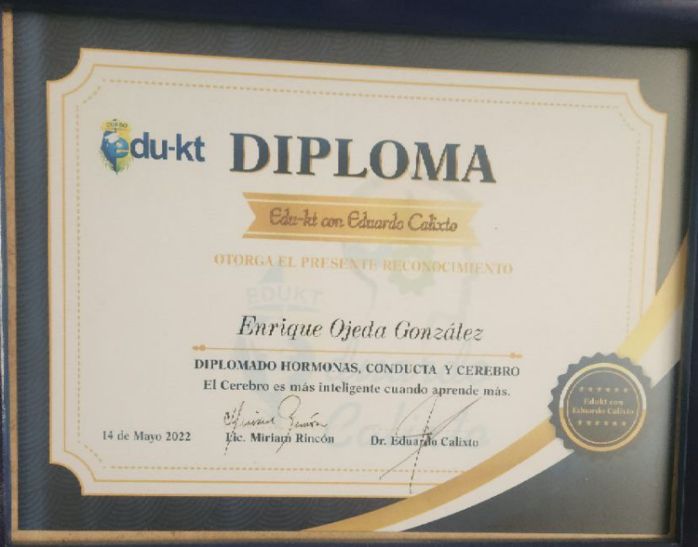 edu-kt
DIPLOMA
Edu-kt con Eduardo Calixto
OTORGA EL PRESENTE RECONOCIMIENTO
EDUKT
Enrique Ojeda González
DIPLOMADO HORMONAS, CONDUCTA Y CEREBRO
El Cerebro es más inteligente cuando aprende más.
14 de Mayo 2022
Lic. Miriam Rincón
Dr. Eduardo Calixto
Edukt con
Eduardo Calixto
Calixto